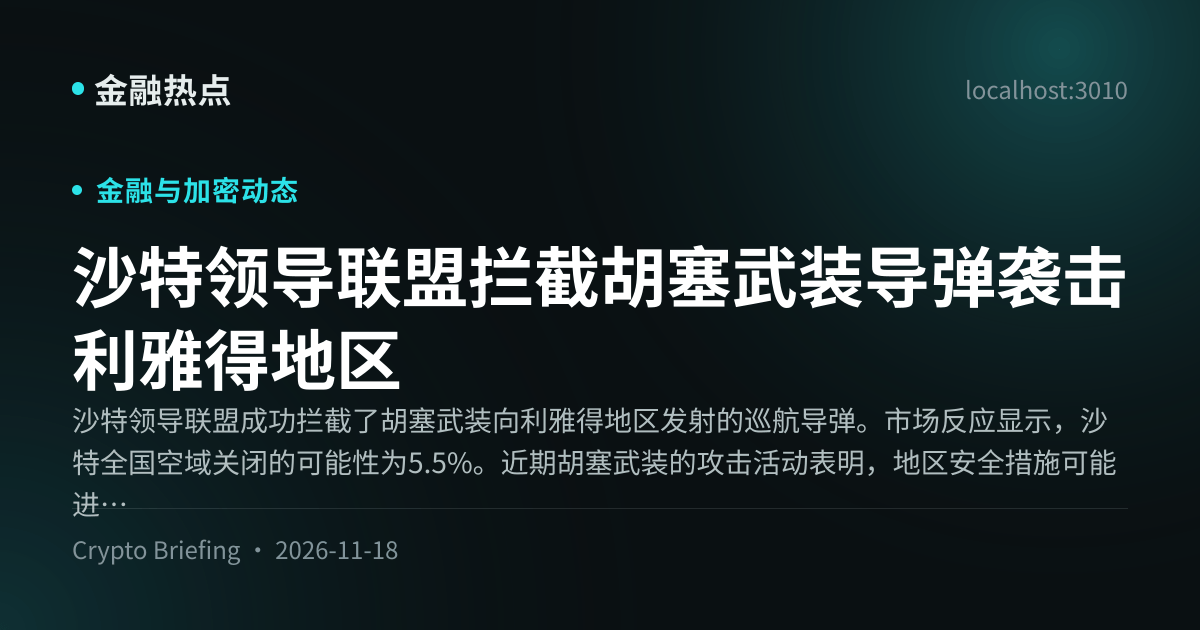 金融热点
localhost:3010
金融与加密动态
沙特领导联盟拦截胡塞武装导弹袭击
利雅得地区
沙特领导联盟成功拦截了胡塞武装向利雅得地区发射的巡航导弹。市场反应显示，沙
特全国空域关闭的可能性为5.5%。近期胡塞武装的攻击活动表明，地区安全措施可能
进…
Crypto Briefing • 2026-11-18